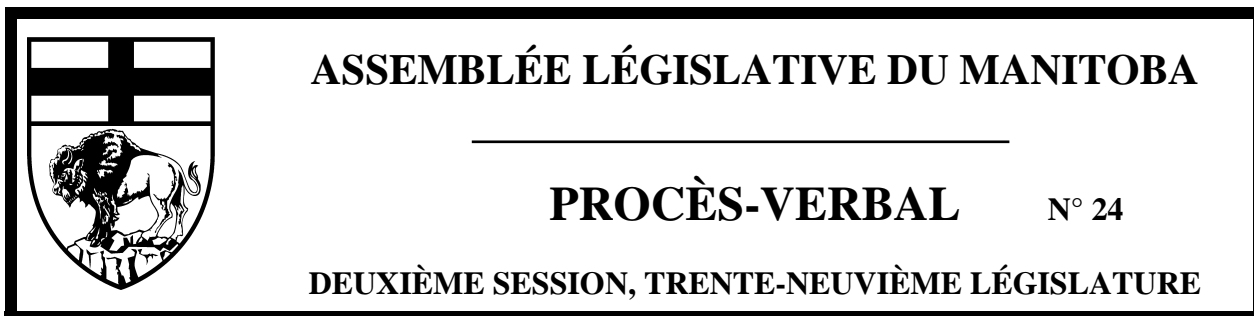 ASSEMBLÉE LÉGISLATIVE DU MANITOBA
PROCÈS-VERBAL N° 24
DEUXIÈME SESSION, TRENTE-NEUVIÈME LÉGISLATURE